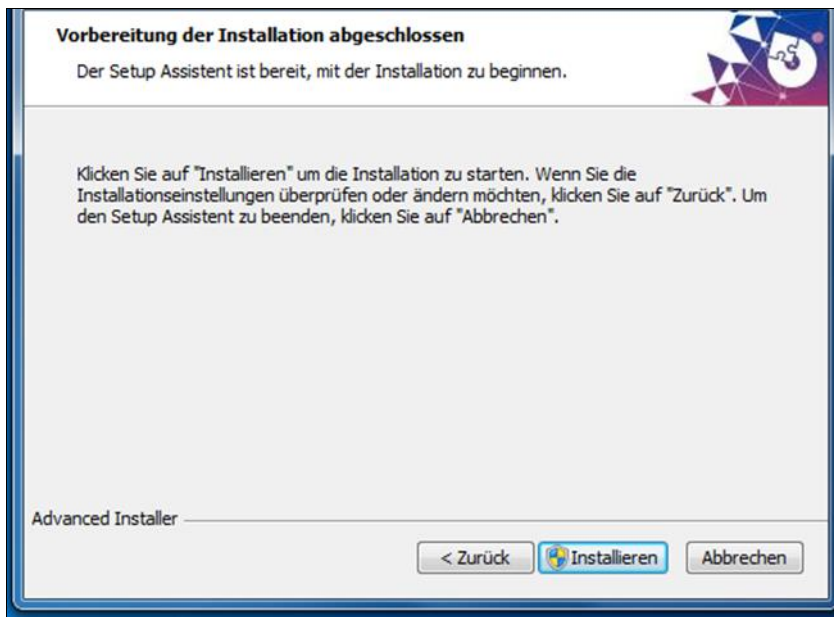 Vorbereitung der Installation abgeschlossen
Der Setup Assistent ist bereit, mit der Installation zu beginnen.
Klicken Sie auf "Installieren" um die Installation zu starten. Wenn Sie die
Installationseinstellungen überprüfen oder ändern möchten, klicken Sie auf "Zurück". Um
den Setup Assistent zu beenden, klicken Sie auf "Abbrechen".
Advanced Installer
< Zurück Installieren Abbrechen